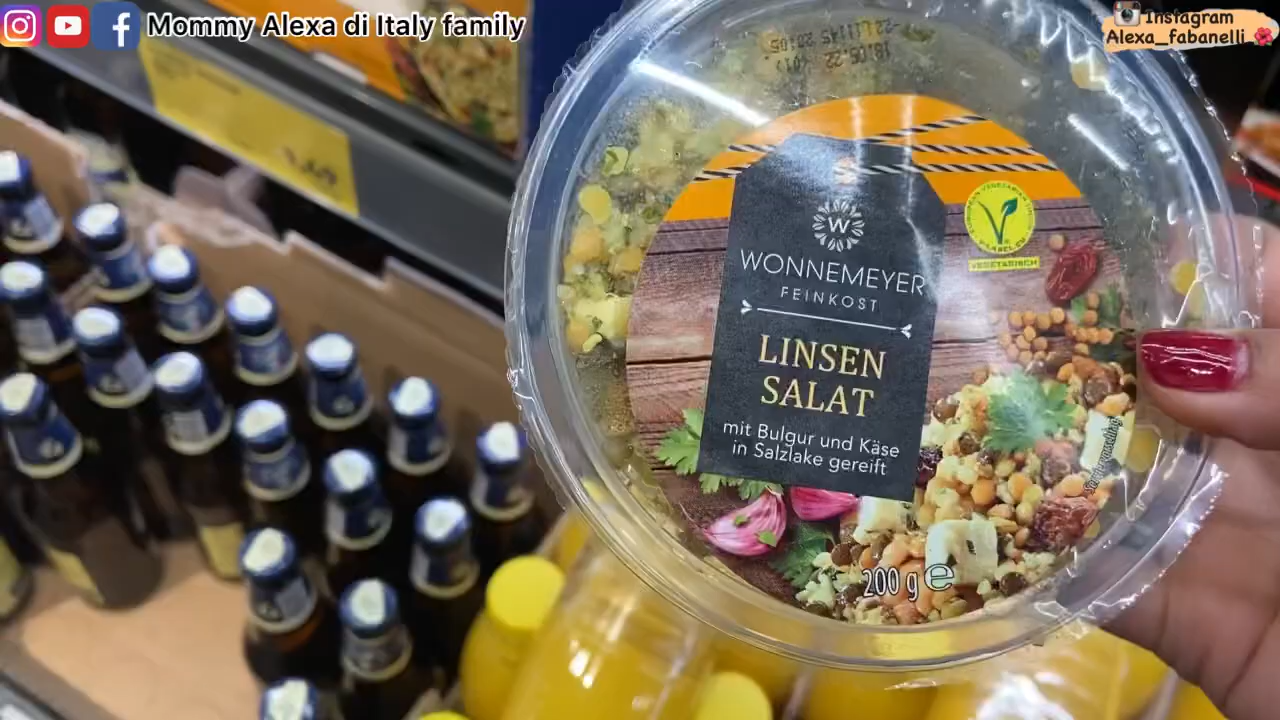 Mommy Alexa di Italy family
Instagram
Alexa_fabanelli
W
WONNEMEYER
FEINKOST
LINSEN
SALAT
mit Bulgur und Käse
in Salzlake gereift
VEGETARISCH
200 g e